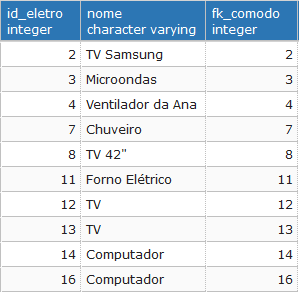 id_eletro nome fk_comodo
integer character varying integer
2 TV Samsung 2
3 Microondas 3
4 Ventilador da Ana 4
7 Chuveiro 7
8 TV 42" 8
11 Forno Elétrico 11
12 TV 12
13 TV 13
14 Computador 14
16 Computador 16